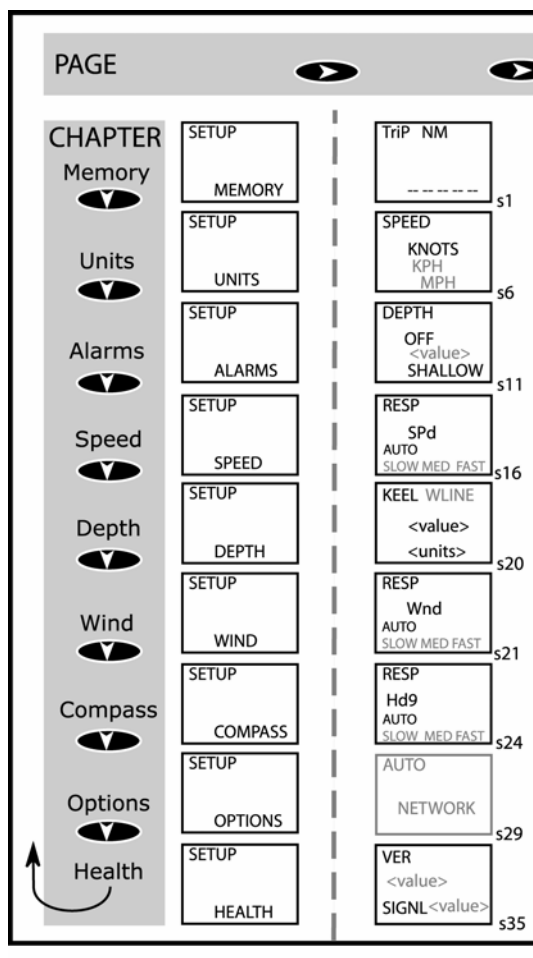 PAGE
CHAPTER
Memory
SETUP
MEMORY
TriP NM
-- -- -- -- --
s1
Units
SETUP
UNITS
SPEED
KNOTS
KPH
MPH
s6
Alarms
SETUP
ALARMS
DEPTH
OFF
<value>
SHALLOW
s11
Speed
SETUP
SPEED
RESP
SPd
AUTO
SLOW MED FAST
s16
Depth
SETUP
DEPTH
KEEL WLINE
<value>
<units>
s20
Wind
SETUP
WIND
RESP
Wnd
AUTO
SLOW MED FAST
s21
Compass
SETUP
COMPASS
RESP
Hd9
AUTO
SLOW MED FAST
s24
Options
SETUP
OPTIONS
AUTO
NETWORK
s29
Health
SETUP
HEALTH
VER
<value>
SIGNL <value>
s35